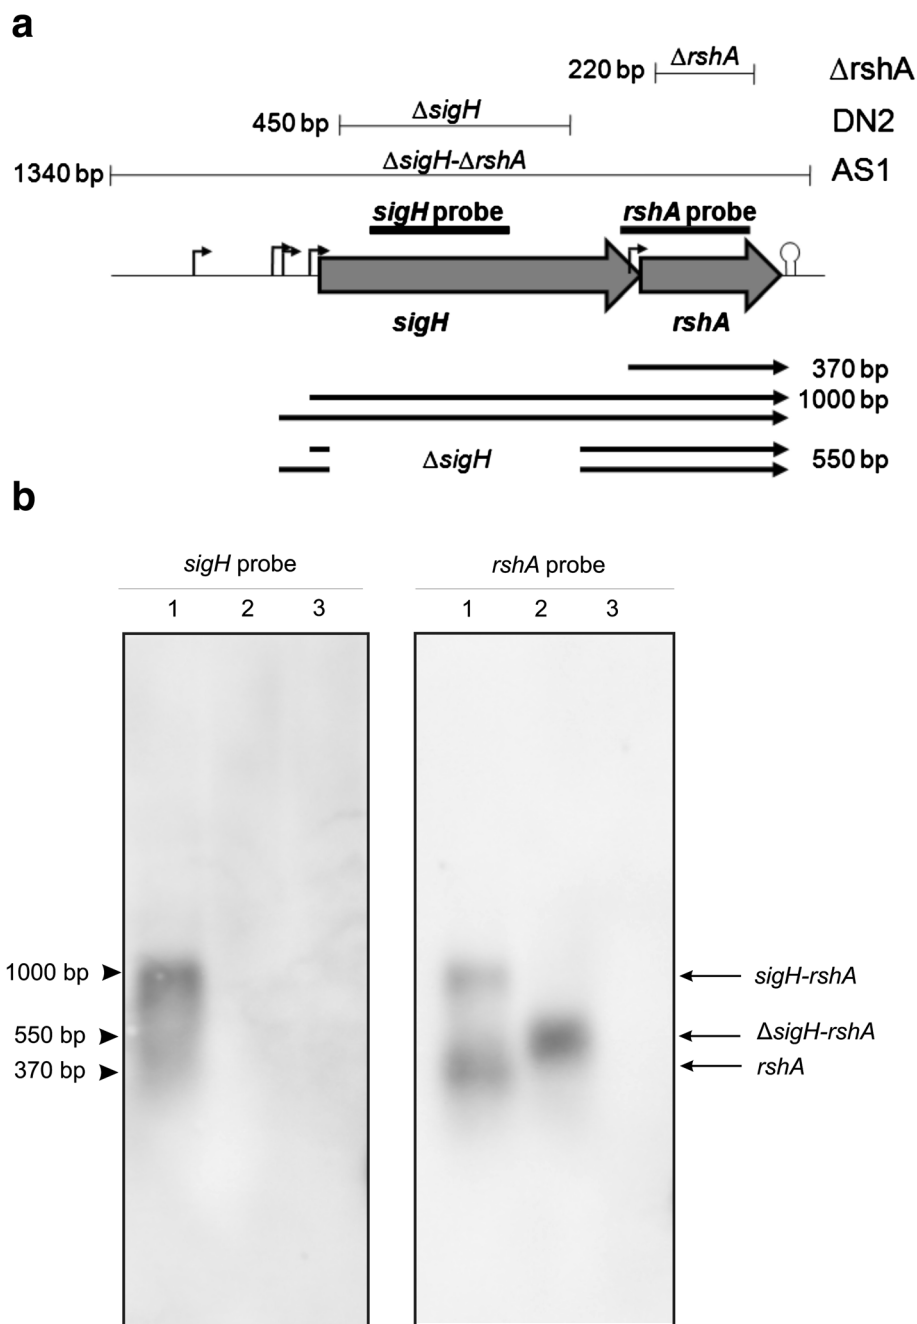 a
220 bp ΔrshA ΔrshA
450 bp ΔsigH DN2
1340 bp ΔsigH-ΔrshA AS1
sigH probe rshA probe
sigH rshA
370 bp
1000 bp
ΔsigH 550 bp
b
sigH probe rshA probe
1 2 3 1 2 3
1000 bp sigH-rshA
550 bp ΔsigH-rshA
370 bp rshA